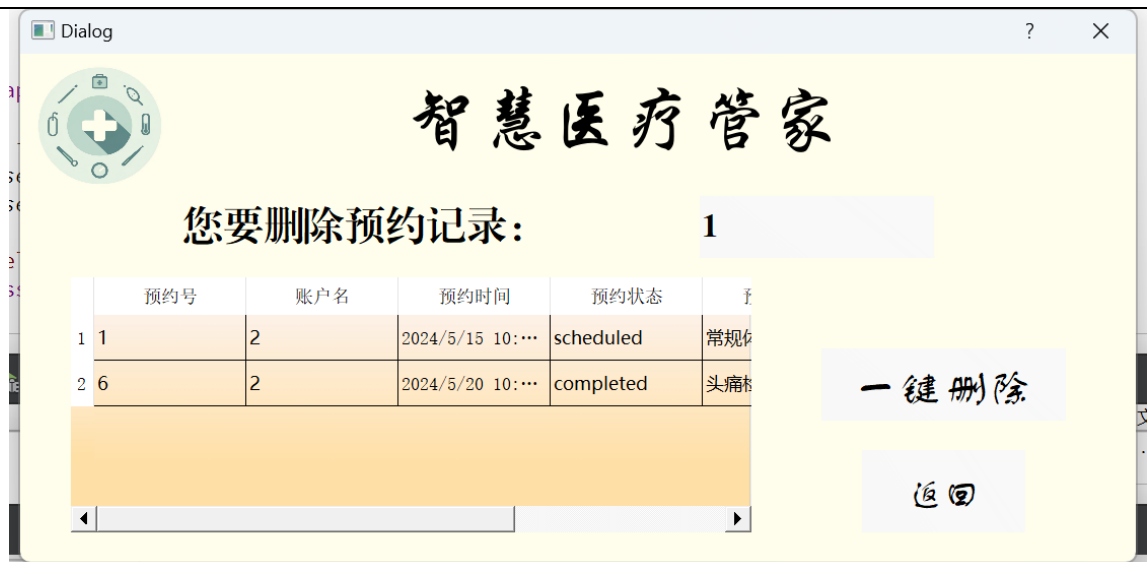 Dialog
智慧医疗管家
您要删除预约记录： 1
预约号 账户名 预约时间 预约状态
1 1 2 2024/5/15 10:… scheduled 常规
2 6 2 2024/5/20 10:… completed 头痛
一键删除
返回